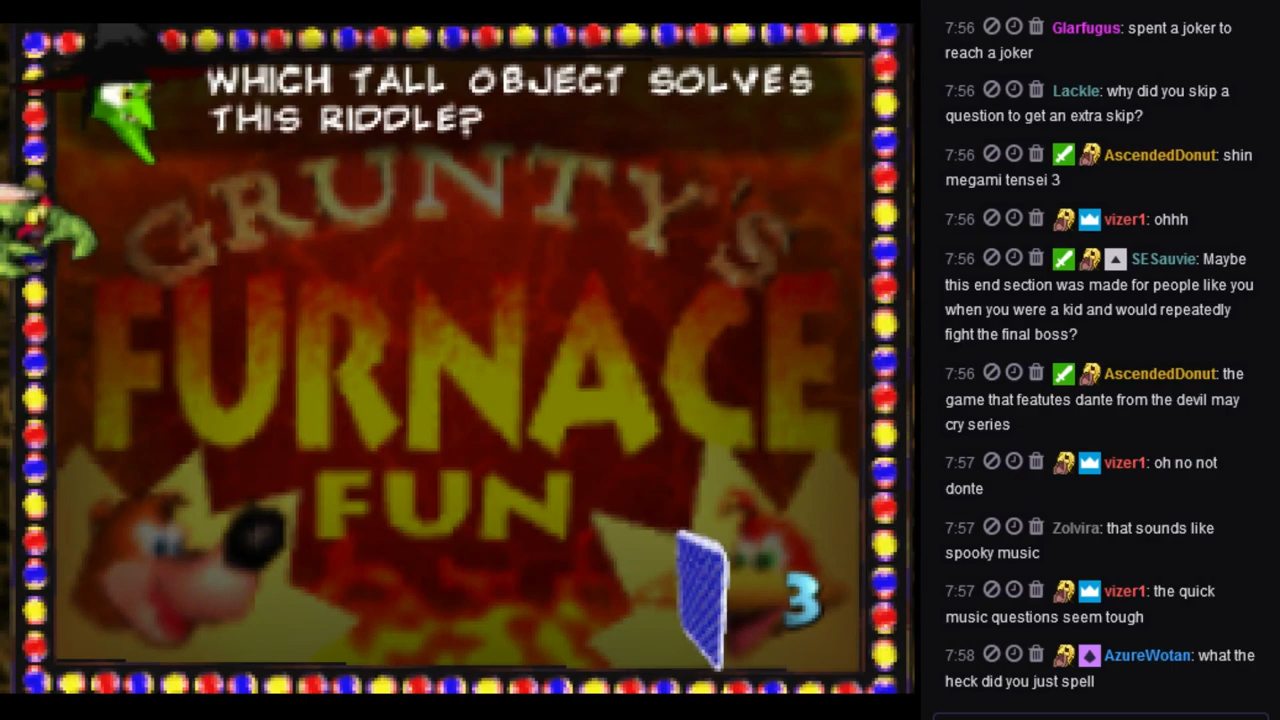 WHICH TALL OBJECT SOLVES
THIS RIDDLE?
GRUNTY'S
FURNACE
FUN
3
7:56 Glarfugus: spent a joker to
reach a joker
7:56 Lackle: why did you skip a
question to get an extra skip?
7:56 AscendedDonut: shin
megami tensei 3
7:56 vizer1: ohhh
7:56 SESauvie: Maybe
this end section was made for people like you
when you were a kid and would repeatedly
fight the final boss?
7:56 AscendedDonut: the
game that featutes dante from the devil may
cry series
7:57 vizer1: oh no not
donte
7:57 Zolvira: that sounds like
spooky music
7:57 vizer1: the quick
music questions seem tough
7:58 AzureWotan: what the
heck did you just spell